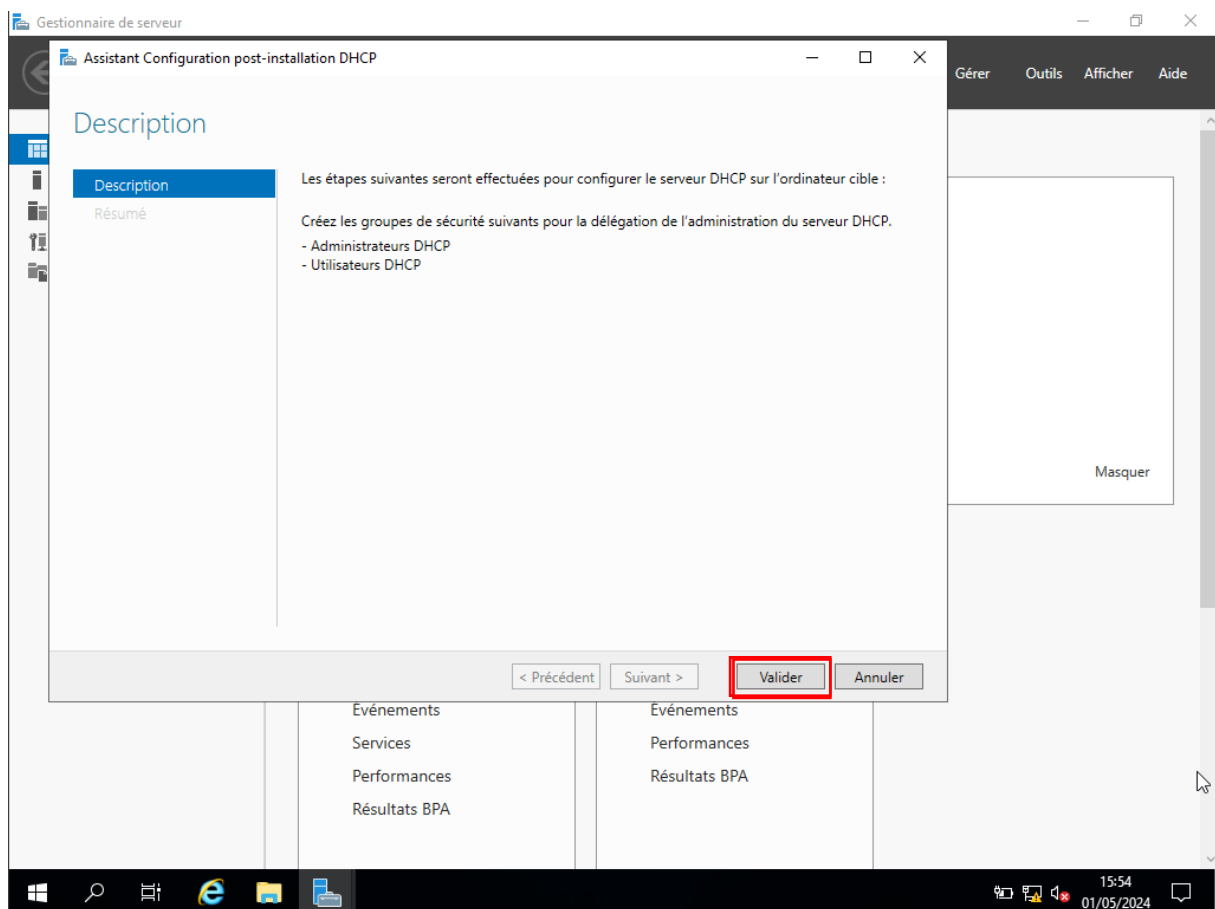 Gestionnaire de serveur
Assistant Configuration post-installation DHCP
Gérer Outils Afficher Aide
Description
Description
Résumé
Les étapes suivantes seront effectuées pour configurer le serveur DHCP sur l'ordinateur cible :
Créez les groupes de sécurité suivants pour la délégation de l'administration du serveur DHCP.
- Administrateurs DHCP
- Utilisateurs DHCP
Masquer
< Précédent Suivant > Valider Annuler
Événements Événements
Services Performances
Performances Résultats BPA
Résultats BPA
15:54
01/05/2024